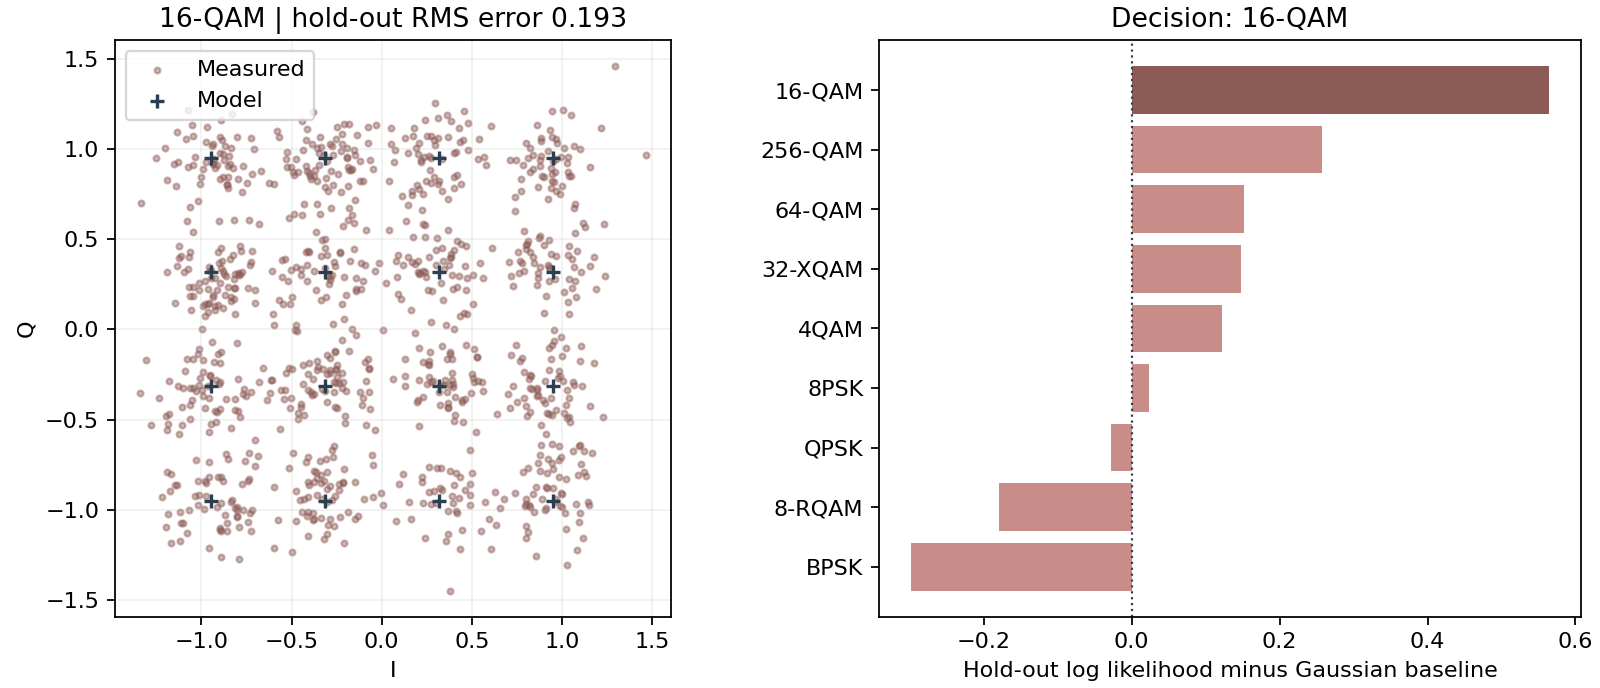 16-QAM | hold-out RMS error 0.193
Measured
Model
1.5
1.0
0.5
0.0
−0.5
−1.0
−1.5
Q
−1.0
−0.5
0.0
0.5
1.0
1.5
I
Decision: 16-QAM
16-QAM
256-QAM
64-QAM
32-XQAM
4QAM
8PSK
QPSK
8-RQAM
BPSK
−0.2
0.0
0.2
0.4
0.6
Hold-out log likelihood minus Gaussian baseline